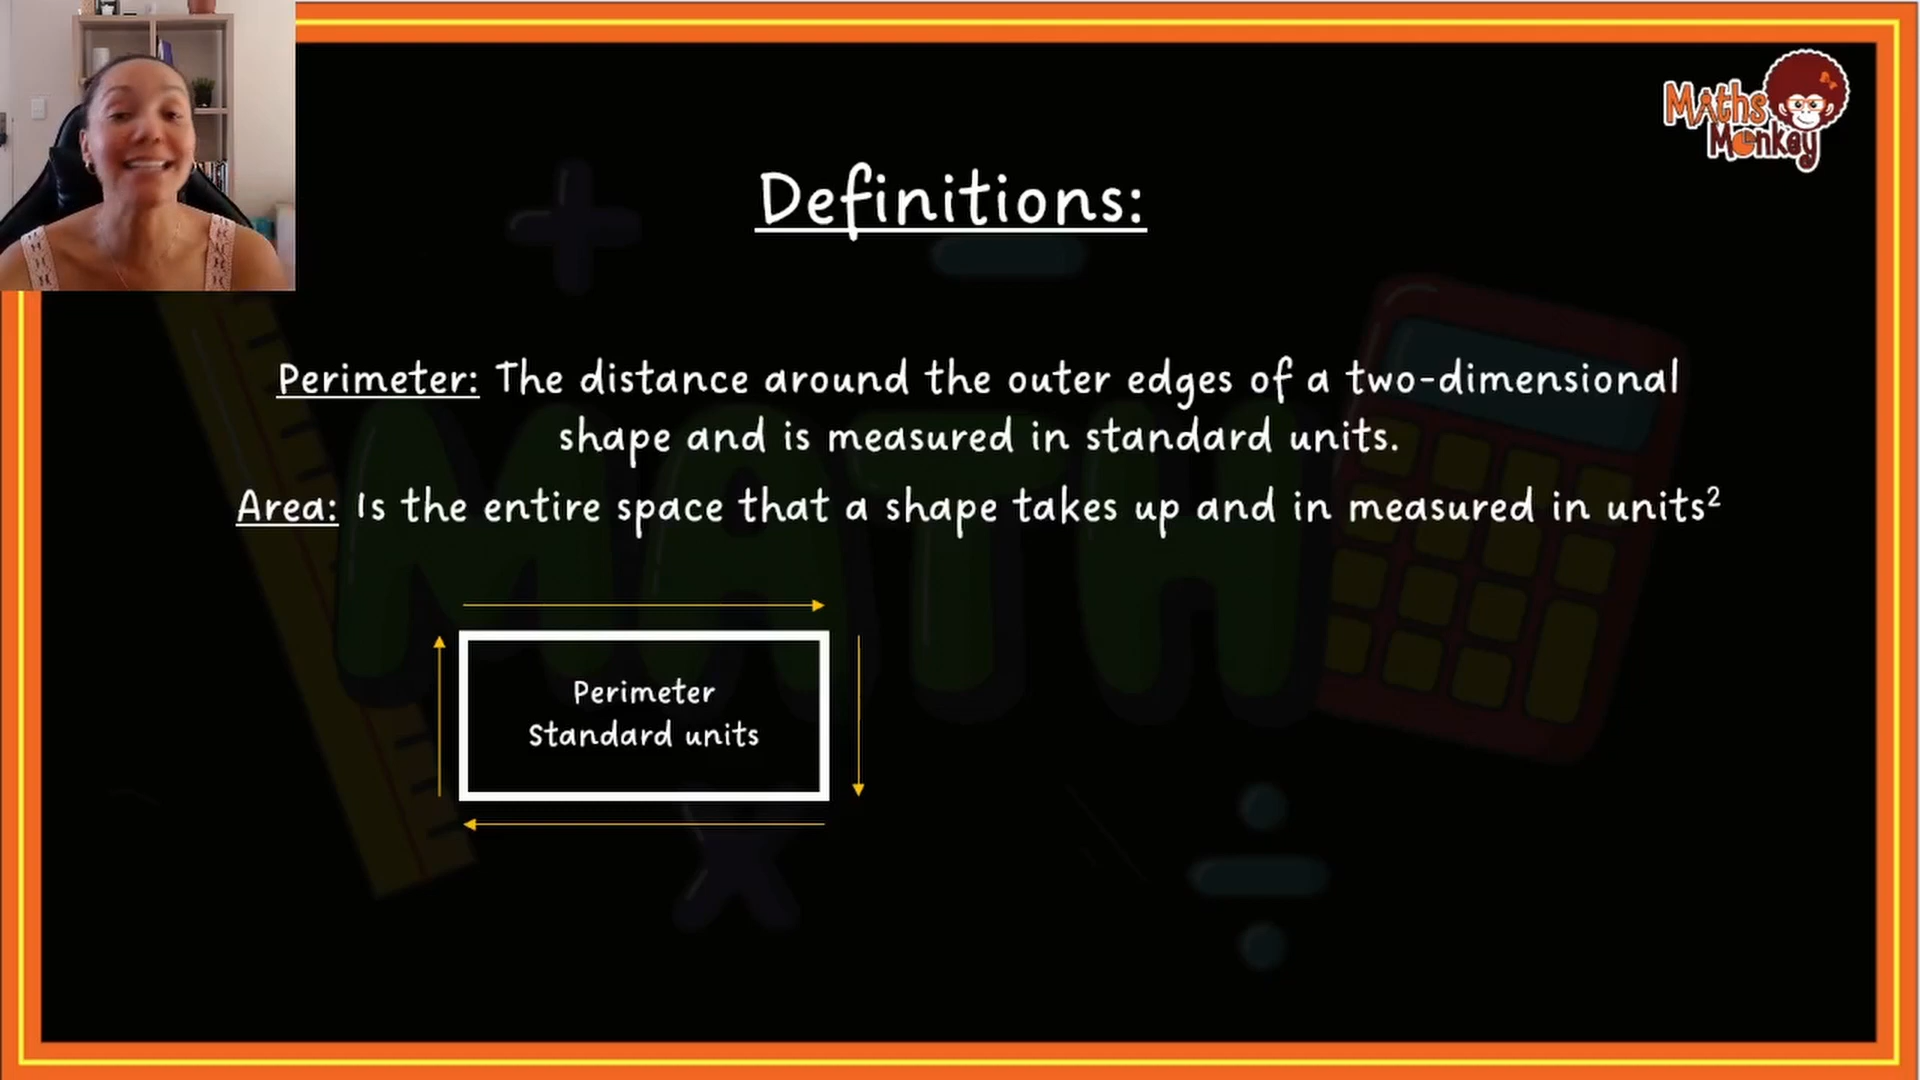 Maths
Monkey
Definitions:
Perimeter: The distance around the outer edges of a two-dimensional
shape and is measured in standard units.
Area: Is the entire space that a shape takes up and in measured in units²
MATH
Perimeter
Standard units